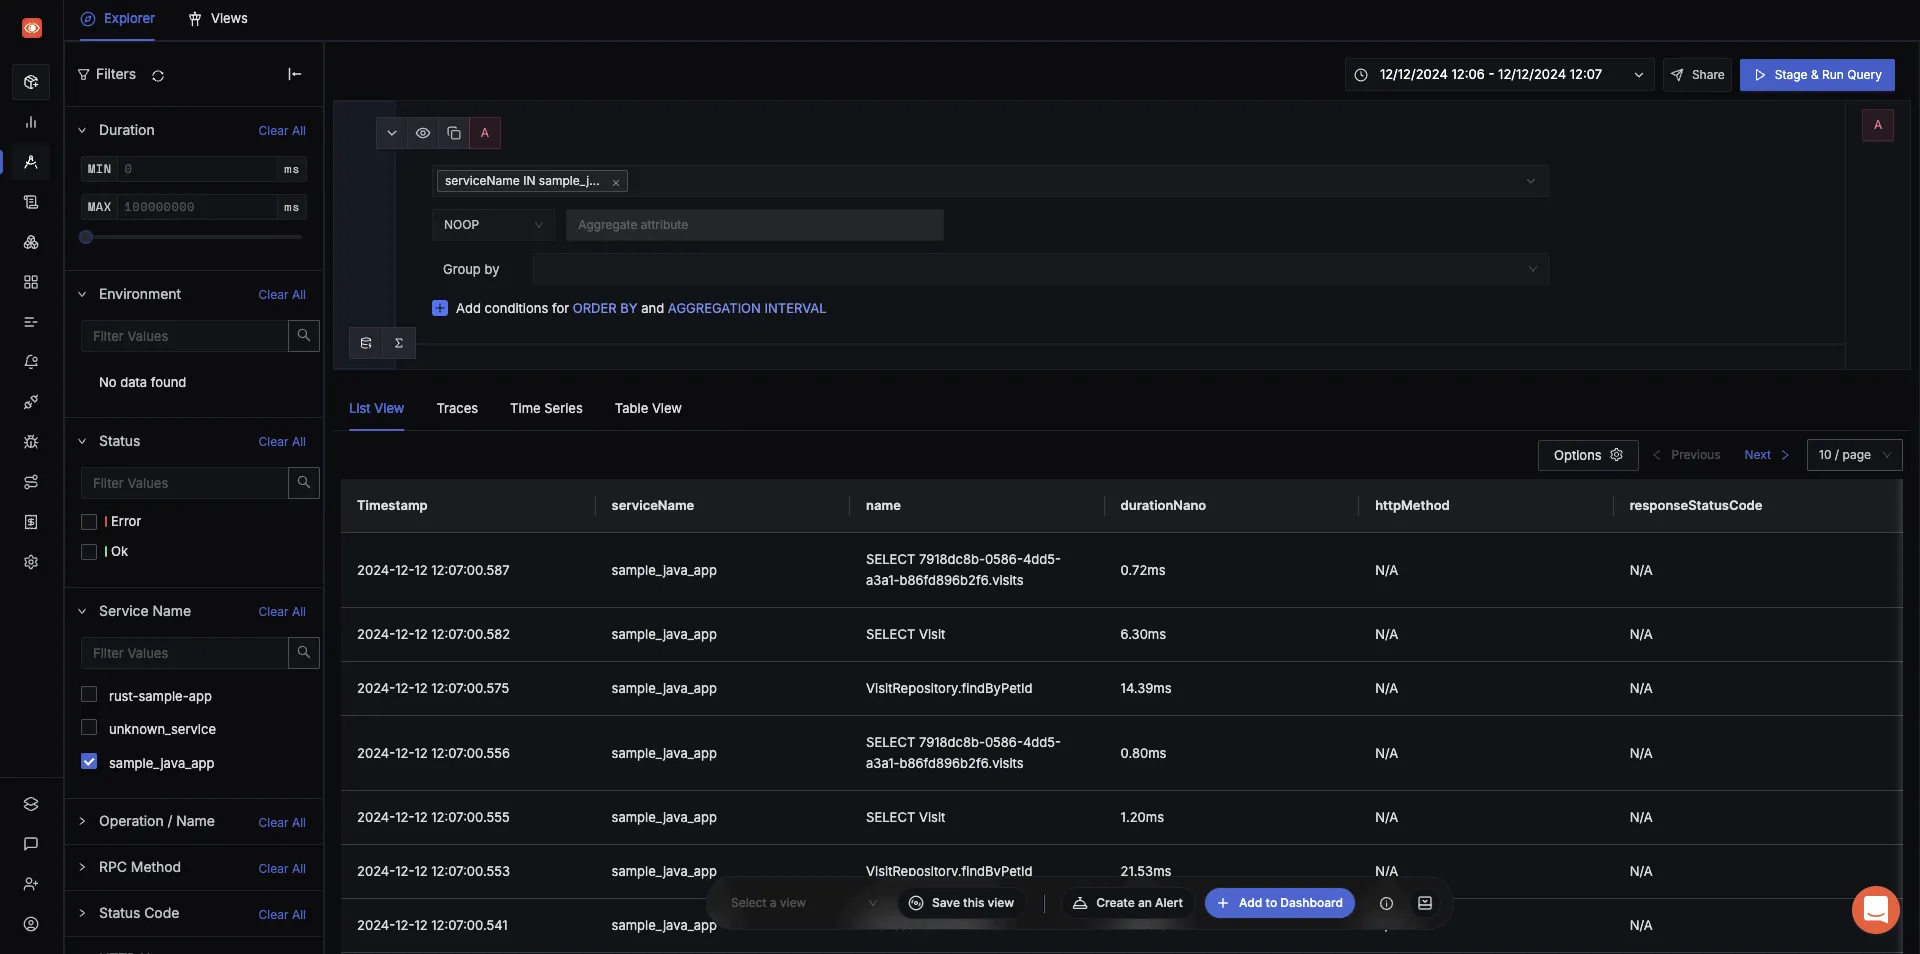 Explorer
Views
Filters
12/12/2024 12:06 - 12/12/2024 12:07
Share
Stage & Run Query
Duration
Clear All
MIN 0 ms
MAX 100000000 ms
Environment
Clear All
Filter Values
No data found
Status
Clear All
Filter Values
Error
Ok
Service Name
Clear All
Filter Values
rust-sample-app
unknown_service
sample_java_app
Operation / Name
Clear All
RPC Method
Clear All
Status Code
Clear All
A
A
serviceName IN sample_j...
NOOP
Aggregate attribute
Group by
Add conditions for ORDER BY and AGGREGATION INTERVAL
Σ
List View
Traces
Time Series
Table View
Options
Previous
Next
10 / page
Timestamp serviceName name durationNano httpMethod responseStatusCode
2024-12-12 12:07:00.587 sample_java_app SELECT 7918dc8b-0586-4dd5- 0.72ms N/A N/A
a3a1-b86fd896b2f6.visits
2024-12-12 12:07:00.582 sample_java_app SELECT Visit 6.30ms N/A N/A
2024-12-12 12:07:00.575 sample_java_app VisitRepository.findByPetId 14.39ms N/A N/A
2024-12-12 12:07:00.556 sample_java_app SELECT 7918dc8b-0586-4dd5- 0.80ms N/A N/A
a3a1-b86fd896b2f6.visits
2024-12-12 12:07:00.555 sample_java_app SELECT Visit 1.20ms N/A N/A
2024-12-12 12:07:00.553 sample_java_app VisitRepository.findByPetId 21.53ms N/A N/A
2024-12-12 12:07:00.541 sample_java_app N/A
Select a view
Save this view
Create an Alert
Add to Dashboard